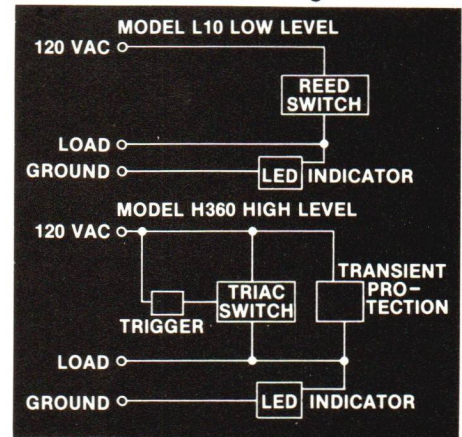 MODEL L10 LOW LEVEL
120 VAC
REED
SWITCH
LOAD
GROUND
LED INDICATOR
MODEL H360 HIGH LEVEL
120 VAC
TRANSIENT
PRO-
TECTION
TRIAC
SWITCH
TRIGGER
LOAD
GROUND
LED INDICATOR